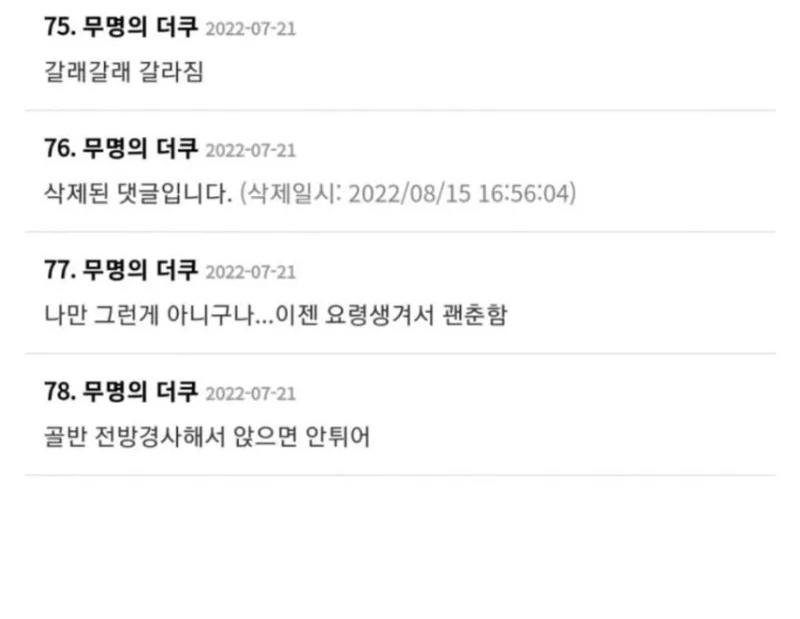 75. 무명의 더쿠 2022-07-21
갈래갈래 갈라짐
76. 무명의 더쿠 2022-07-21
삭제된 댓글입니다. (삭제일시: 2022/08/15 16:56:04)
77. 무명의 더쿠 2022-07-21
나만 그런게 아니구나...이젠 요령생겨서 괜춘함
78. 무명의 더쿠 2022-07-21
골반 전방경사해서 앉으면 안튀어